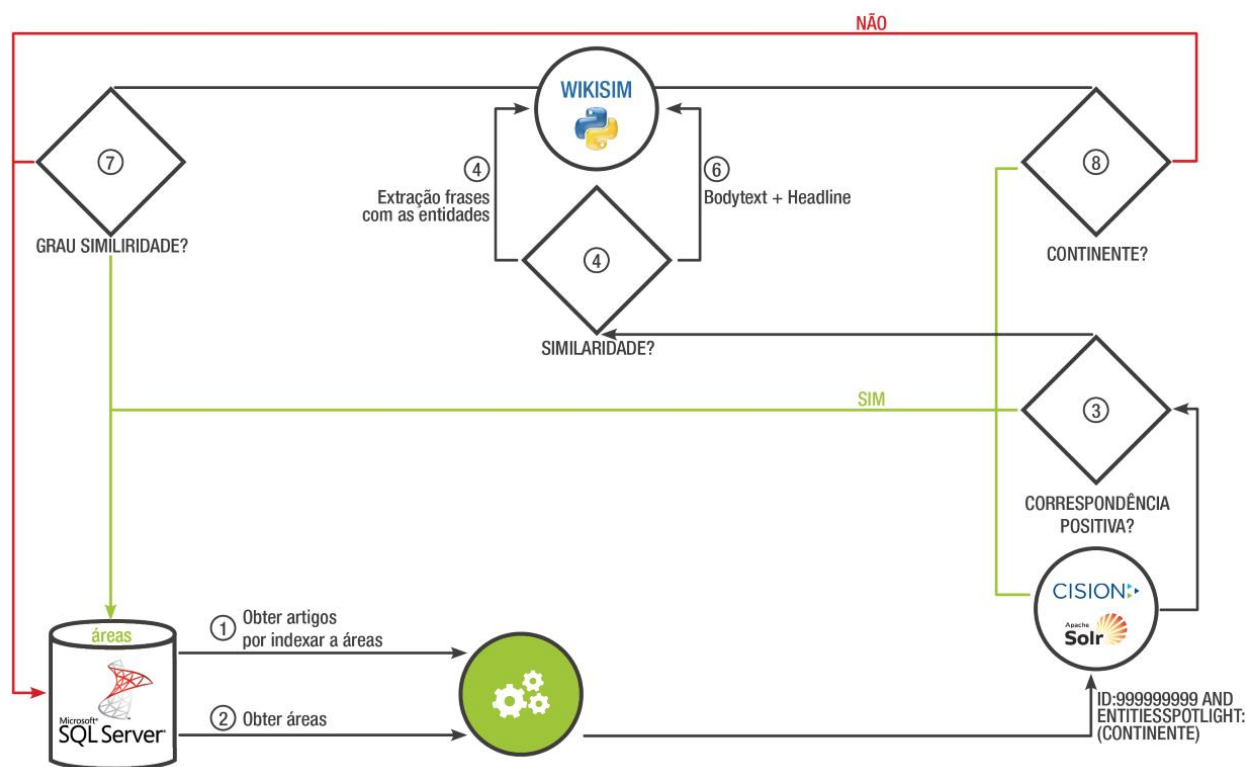 NÃO
WIKISIM
7
4
Extração frases
com as entidades
6
Bodytext + Headline
8
GRAU SIMILIRIDADE?
4
CONTINENTE?
SIMILARIDADE?
SIM
3
CORRESPONDÊNCIA
POSITIVA?
CISION
Apache
Solr
áreas
Microsoft®
SQL Server®
1 Obter artigos
por indexar a áreas
2 Obter áreas
ID:999999999 AND
ENTITIESSPOTLIGHT:
(CONTINENTE)